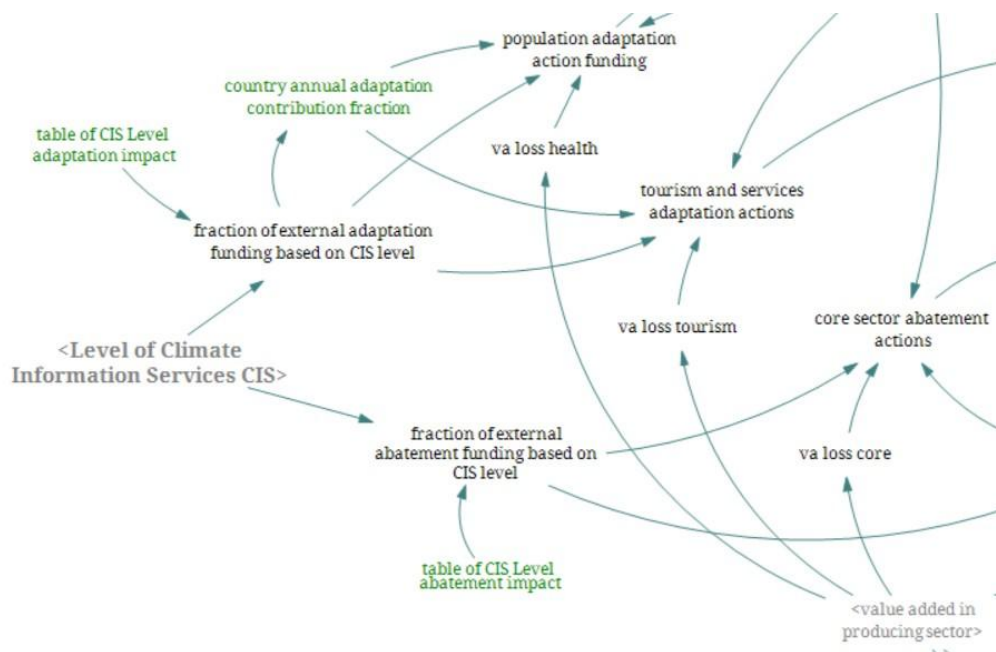 population adaptation
action funding
country annual adaptation
contribution fraction
table of CIS Level
adaptation impact
va loss health
tourism and services
adaptation actions
fraction of external adaptation
funding based on CIS level
va loss tourism
core sector abatement
actions
<Level of Climate
Information Services CIS>
fraction of external
abatement funding based on
CIS level
va loss core
table of CIS Level
abatement impact
<value added in
producing sector>